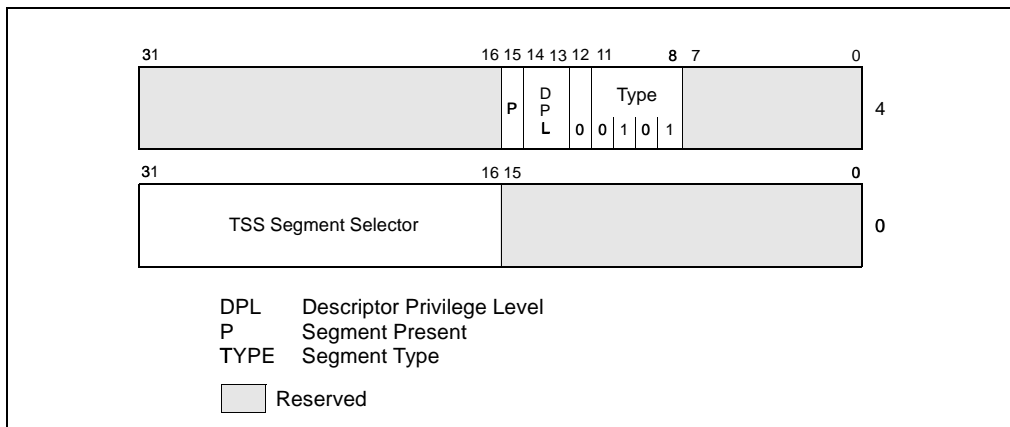 31 16 15 14 13 12 11 8 7 0
P D P L 0 Type 0 1 0 1 4
31 16 15 0
TSS Segment Selector 0
DPL Descriptor Privilege Level
P Segment Present
TYPE Segment Type
Reserved